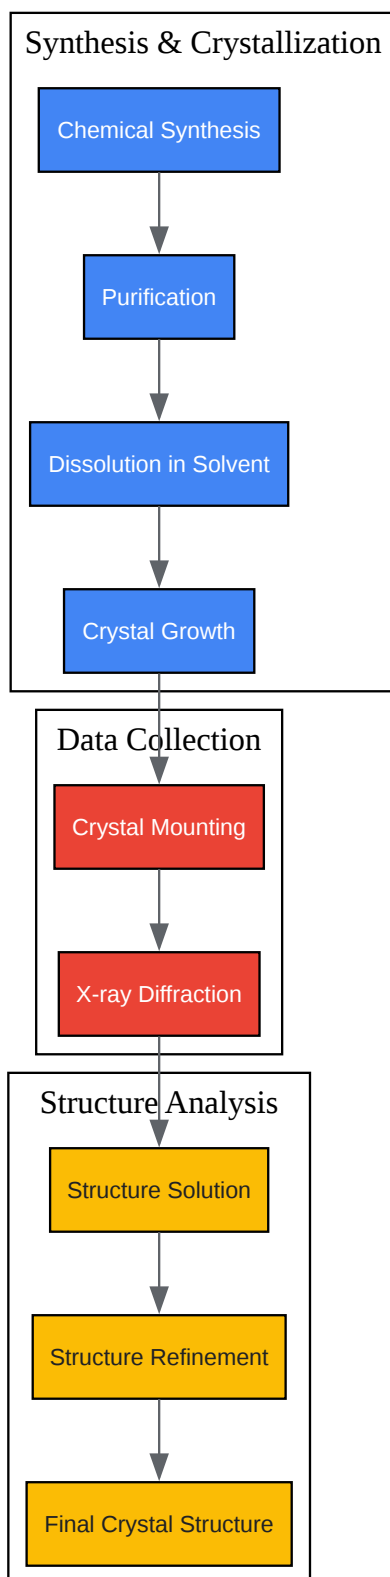 Synthesis & Crystallization
Chemical Synthesis
Purification
Dissolution in Solvent
Crystal Growth
Data Collection
Crystal Mounting
X-ray Diffraction
Structure Analysis
Structure Solution
Structure Refinement
Final Crystal Structure